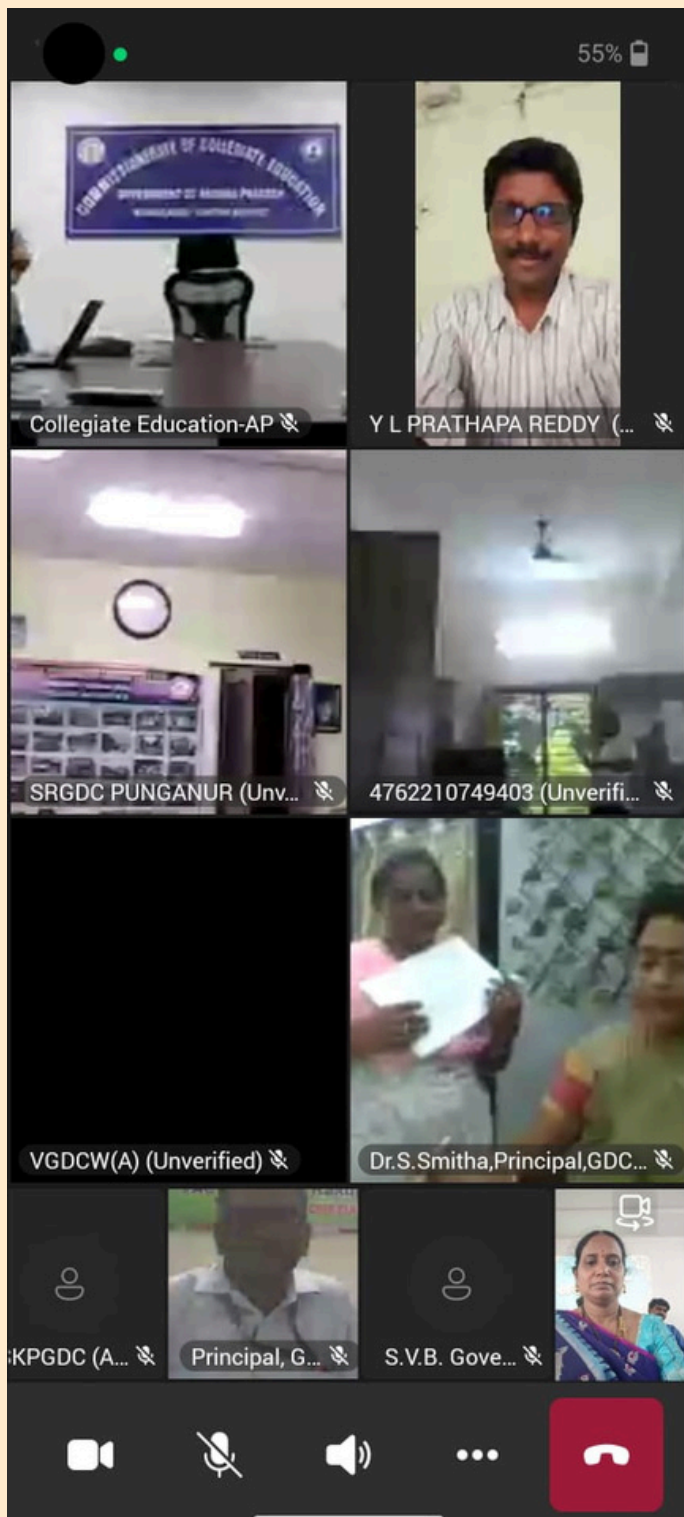 55%
COMMISSIONERATE OF COLLEGIATE EDUCATION
GOVERNMENT OF ANDHRA PRADESH
Collegiate Education-AP
Y L PRATHAPA REDDY (...
SRGDC PUNGANUR (Unv...
4762210749403 (Unverifi...
VGDCW(A) (Unverified)
Dr.S.Smitha,Principal,GDC...
KPGDC (A...
Principal, G...
S.V.B. Gove...